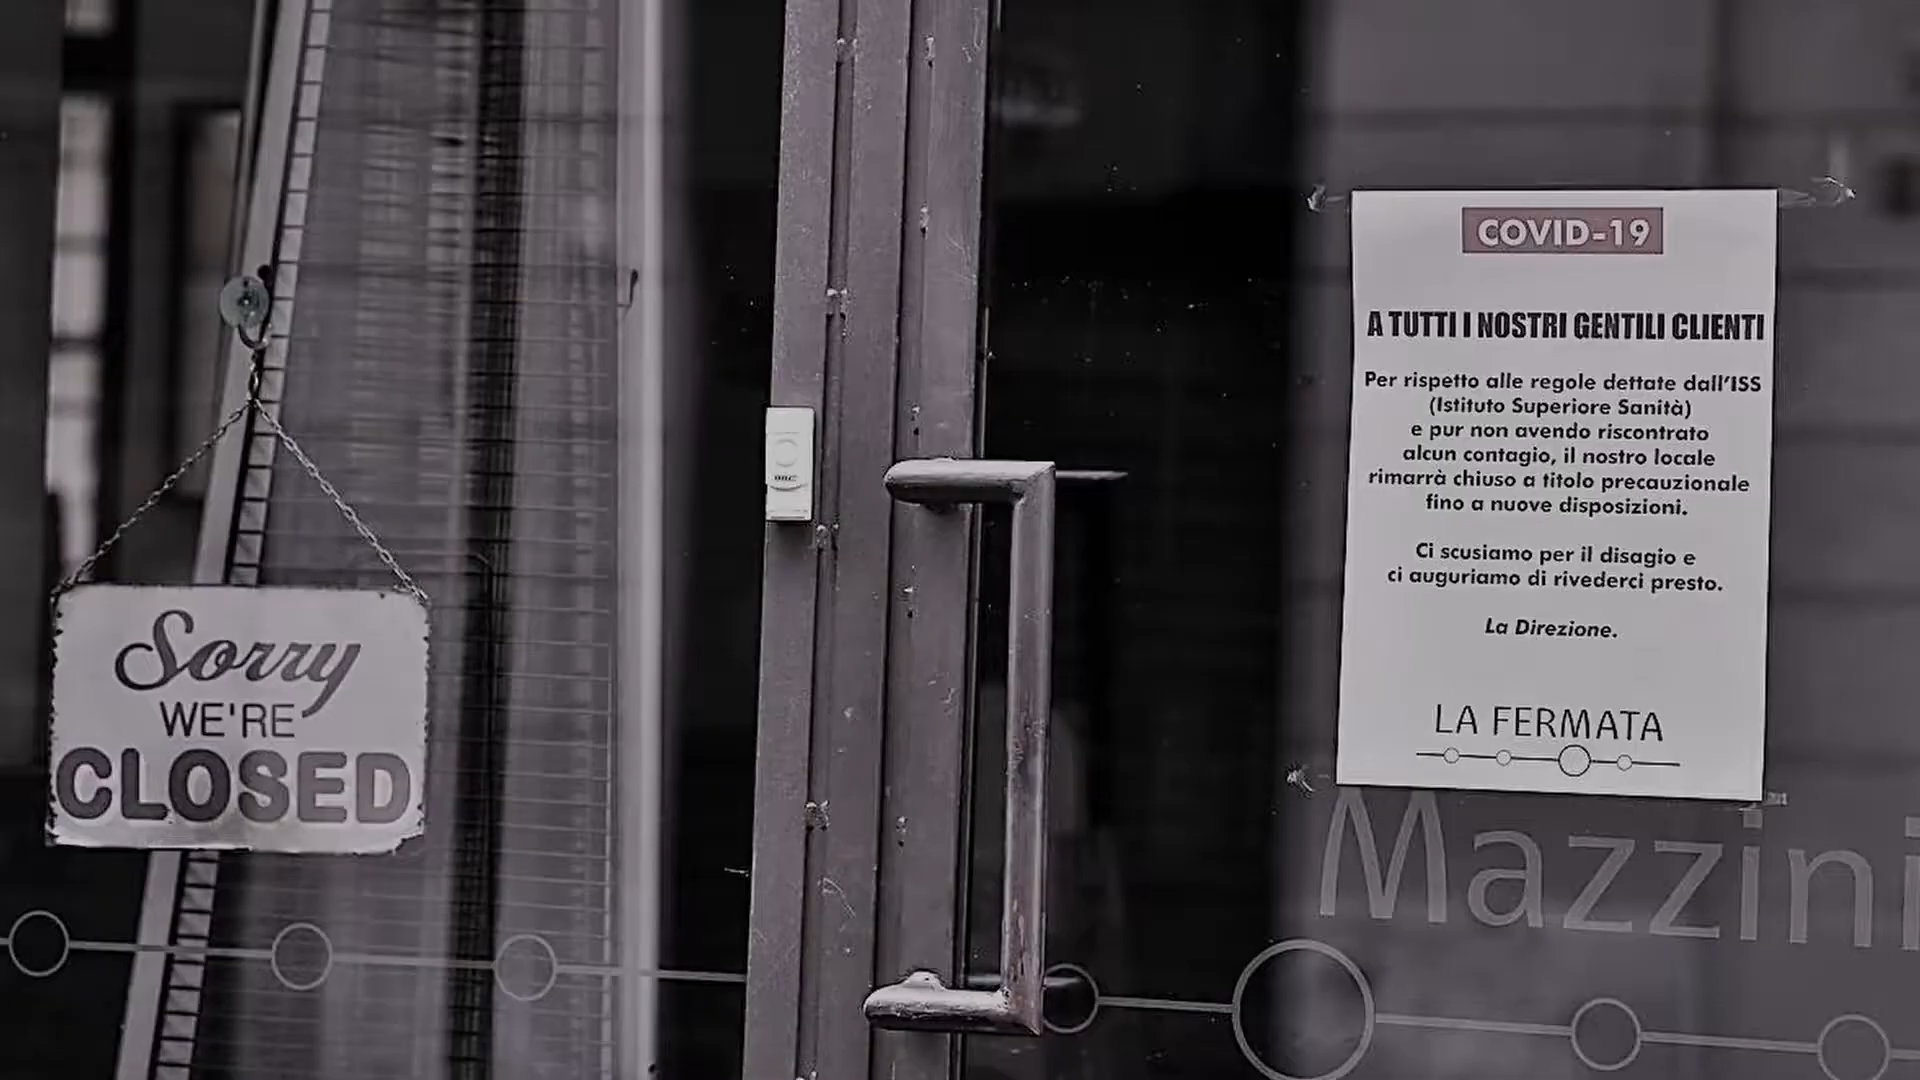 Sorry
WE'RE
CLOSED
COVID-19
A TUTTI I NOSTRI GENTILI CLIENTI
Per rispetto alle regole dettate dall'ISS
(Istituto Superiore Sanità)
e pur non avendo riscontrato
alcun contagio, il nostro locale
rimarrà chiuso a titolo precauzionale
fino a nuove disposizioni.
Ci scusiamo per il disagio e
ci auguriamo di rivederci presto.
La Direzione.
LA FERMATA
Mazzini